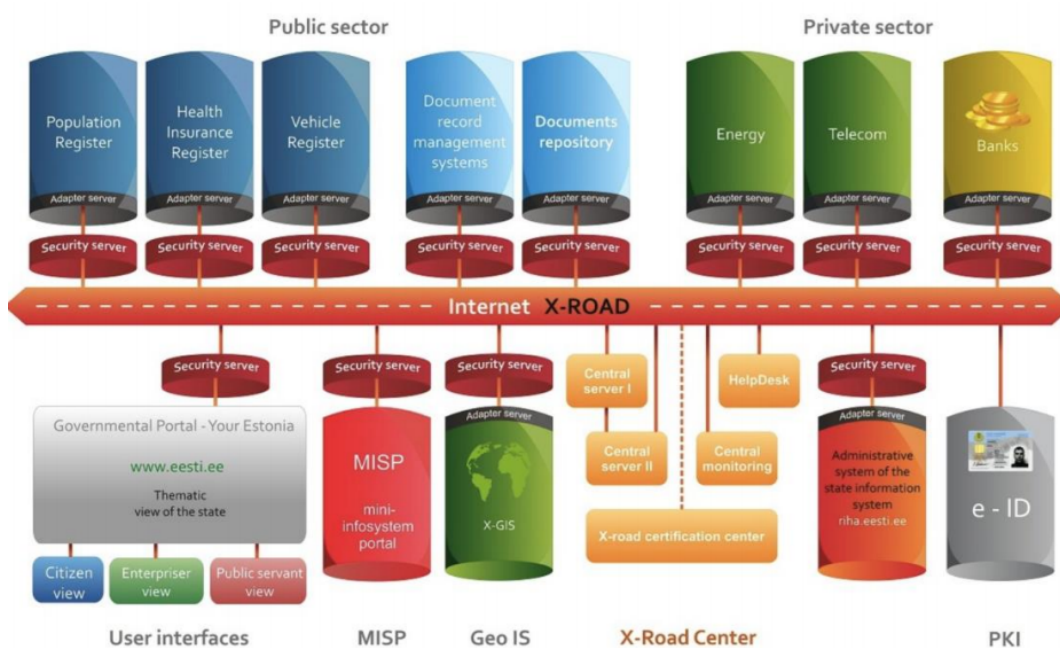 Public sector
Private sector
Population
Register
Adapter server
Security server
Health
Insurance
Register
Adapter server
Security server
Vehicle
Register
Adapter server
Security server
Document
record
management
systems
Adapter server
Security server
Documents
repository
Adapter server
Security server
Energy
Adapter server
Security server
Telecom
Adapter server
Security server
Banks
Adapter server
Security server
Internet X-ROAD
Security server
Governmental Portal - Your Estonia
www.eesti.ee
Thematic
view of the state
Citizen
view
Enterpriser
view
Public servant
view
User interfaces
Security server
MISP
mini-
infosystem
portal
MISP
Security server
Adapter server
X-GIS
Geo IS
Central
server I
Central
server II
Central
monitoring
HelpDesk
X-road certification center
X-Road Center
Security server
Adapter server
Administrative
system of the
state information
system
riha.eesti.ee
e - ID
PKI